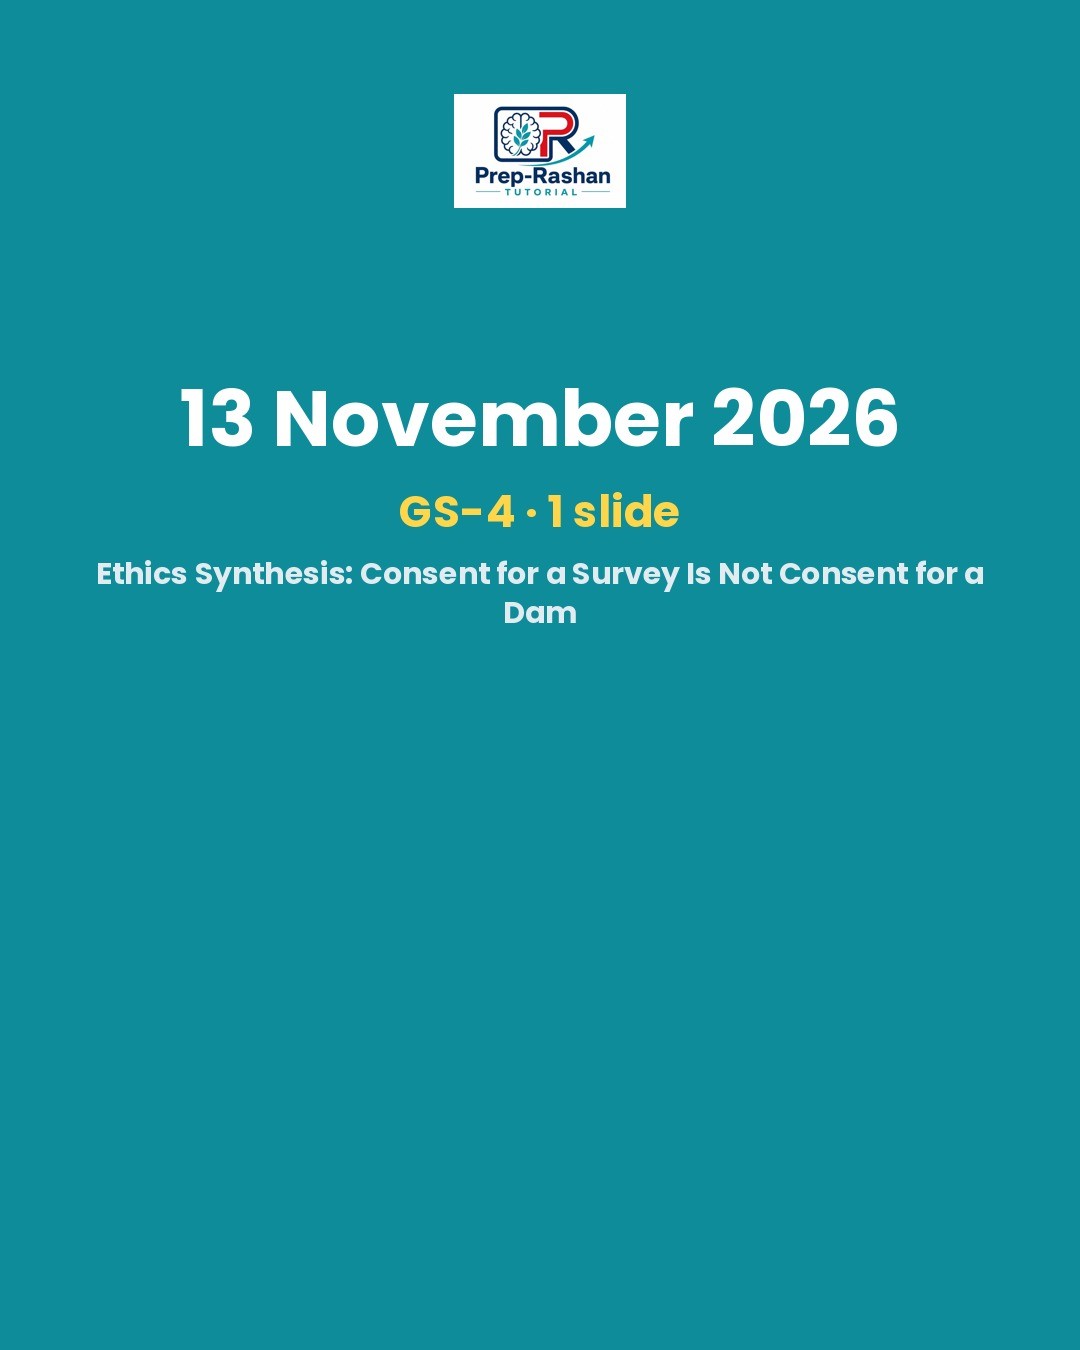 Prep-Rashan
TUTORIAL
13 November 2026
GS-4 · 1 slide
Ethics Synthesis: Consent for a Survey Is Not Consent for a
Dam